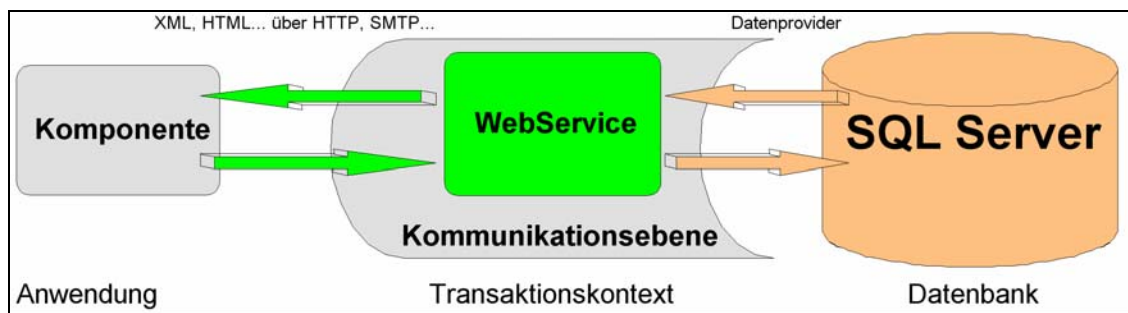 XML, HTML... über HTTP, SMTP...
Datenprovider
Komponente
WebService
SQL Server
Kommunikationsebene
Anwendung
Transaktionskontext
Datenbank